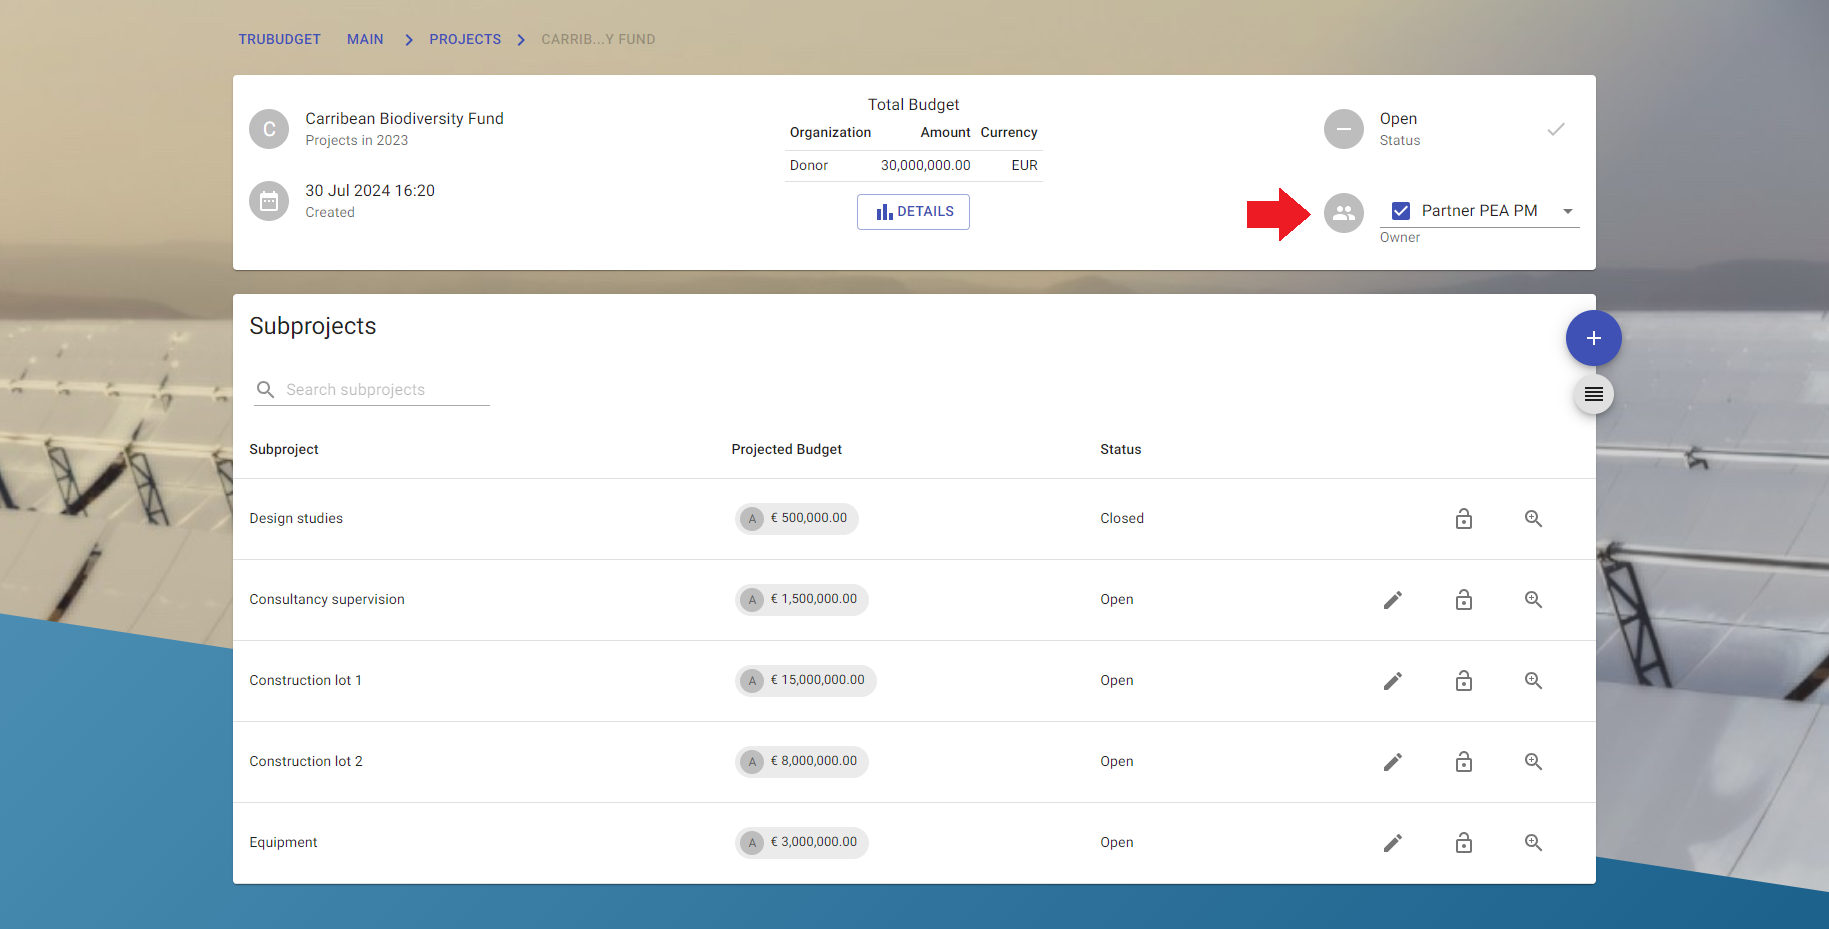 TRUBUDGET MAIN PROJECTS CARRIB...Y FUND
C
Carribean Biodiversity Fund
Projects in 2023
30 Jul 2024 16:20
Created
Total Budget
Organization Amount Currency
Donor 30,000,000.00 EUR
DETAILS
Open
Status
Partner PEA PM
Owner
Subprojects
Search subprojects
Subproject Projected Budget Status
Design studies A € 500,000.00 Closed
Consultancy supervision A € 1,500,000.00 Open
Construction lot 1 A € 15,000,000.00 Open
Construction lot 2 A € 8,000,000.00 Open
Equipment A € 3,000,000.00 Open